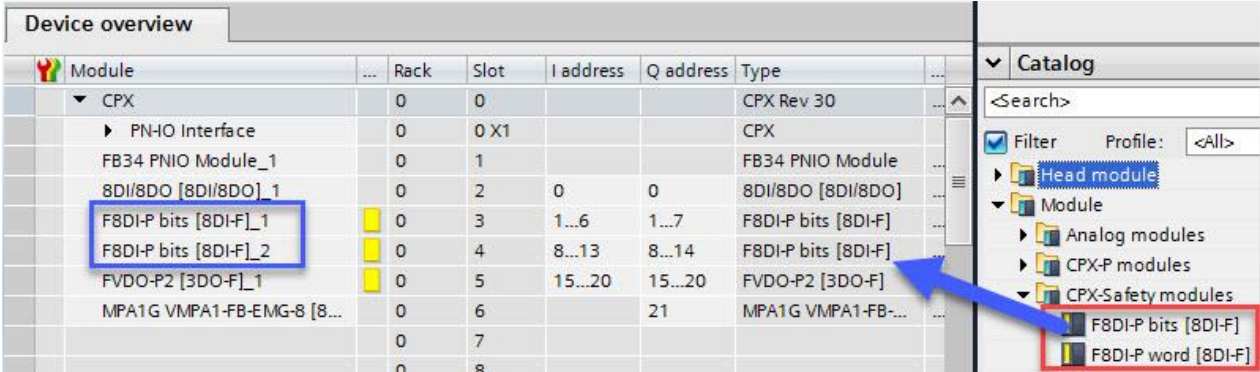 Device overview
Module ... Rack Slot I address Q address Type ...
CPX 0 0 CPX Rev 30 ...
PN-IO Interface 0 0 X1 CPX
FB34 PNIO Module_1 0 1 FB34 PNIO Module ...
8DI/8DO [8DI/8DO]_1 0 2 0 0 8DI/8DO [8DI/8DO] ...
F8DI-P bits [8DI-F]_1 0 3 1...6 1...7 F8DI-P bits [8DI-F] ...
F8DI-P bits [8DI-F]_2 0 4 8...13 8...14 F8DI-P bits [8DI-F] ...
FVDO-P2 [3DO-F]_1 0 5 15...20 15...20 FVDO-P2 [3DO-F]
MPA1G VMPA1-FB-EMG-8 [8... 0 6 21 MPA1G VMPA1-FB-... ...
0 7
0 8
Catalog
<Search>
Filter Profile: <All>
Head module
Module
Analog modules
CPX-P modules
CPX-Safety modules
F8DI-P bits [8DI-F]
F8DI-P word [8DI-F]